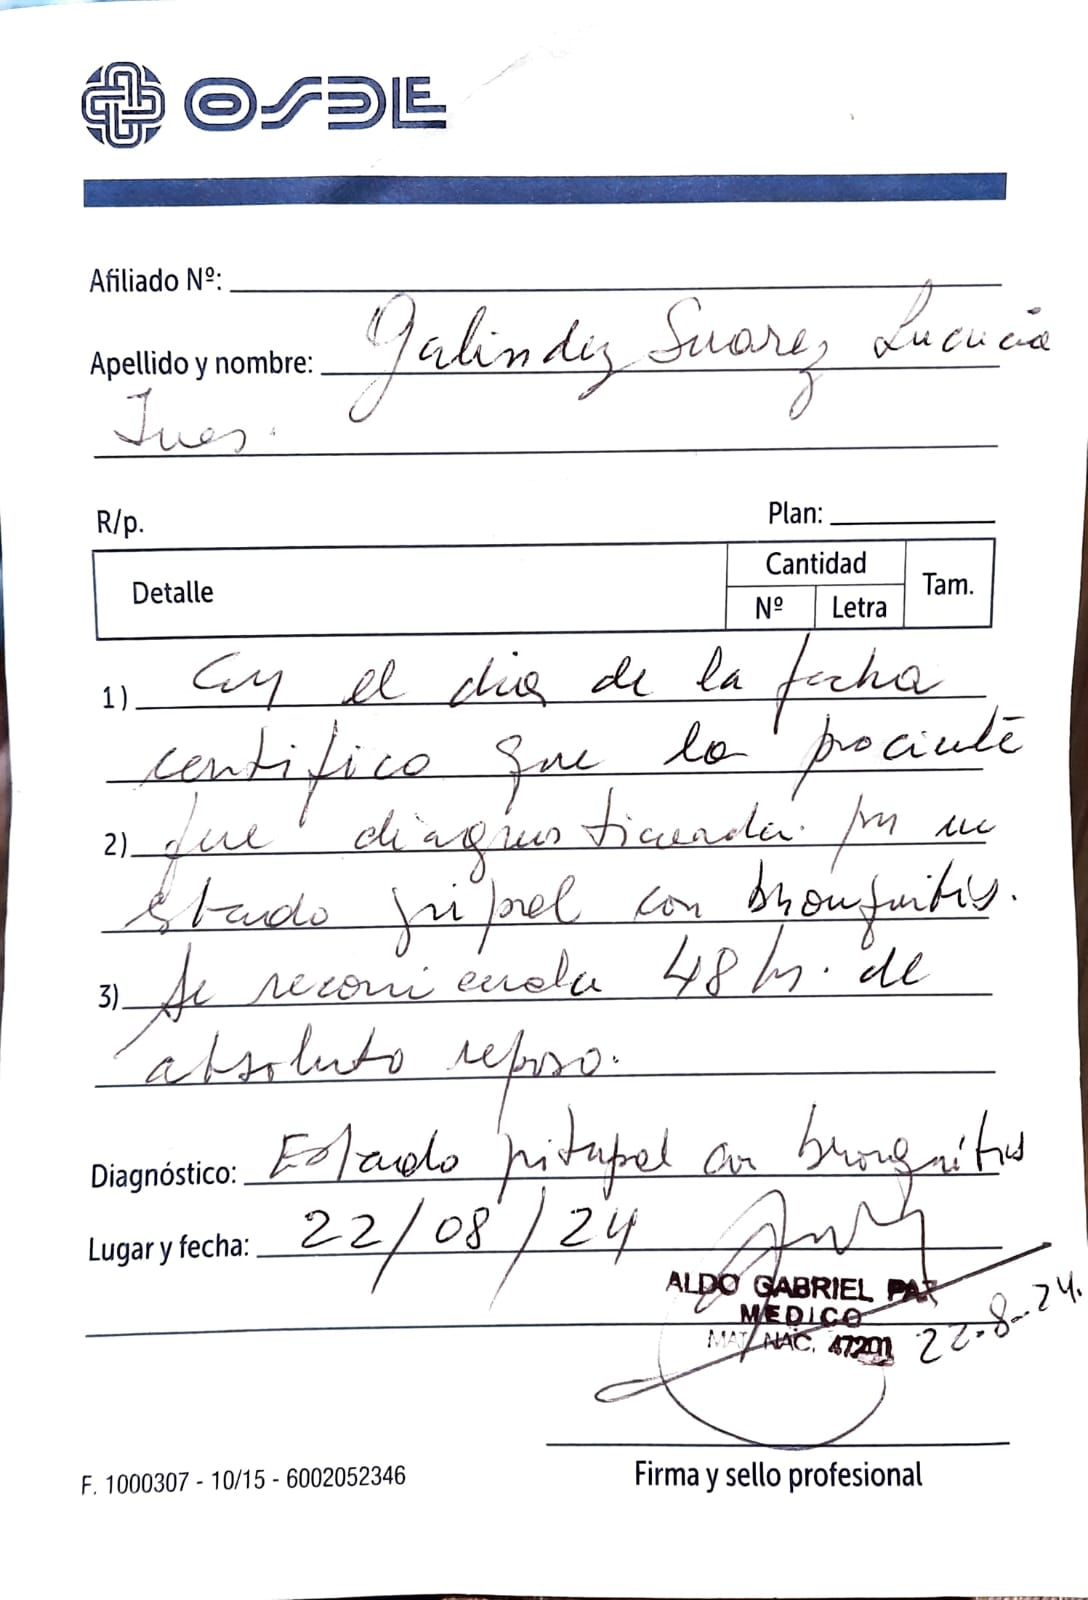 OSDE
Afiliado Nº:
Apellido y nombre: Galindez Suarez Lucucia
Ines.
R/p. Plan:
Detalle Cantidad Tam.
Nº Letra
1) En el dia de la fecha
certifico que la paciente
2) fue diagnosticada por un
Estado gripal con bronquitis.
3) Se recomienda 48 hs. de
absoluto reposo.
Diagnóstico: Estado gripal con bronquitis
Lugar y fecha: 22/08/24
ALDO GABRIEL PAZ
MEDICO
MAT. NAC. 47201 22-8-24.
Firma y sello profesional
F. 1000307 - 10/15 - 6002052346